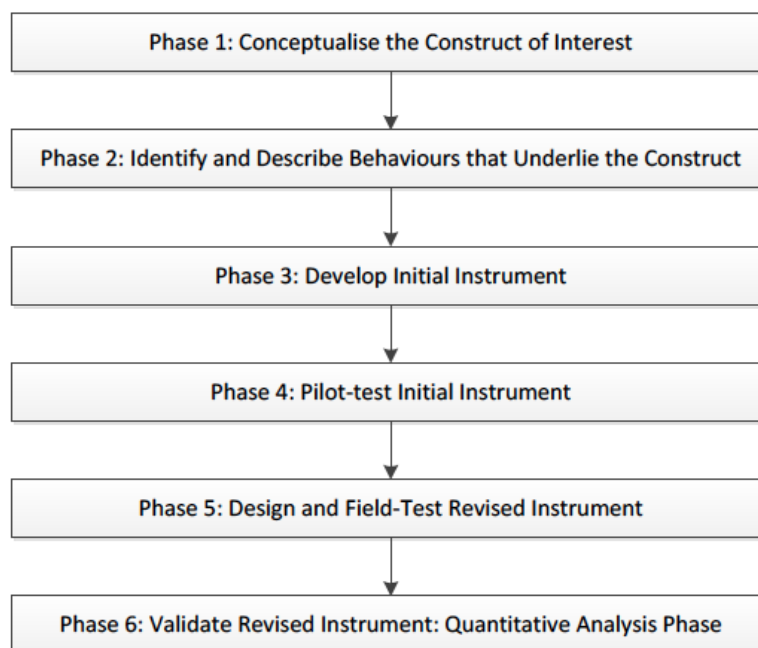 Phase 1: Conceptualise the Construct of Interest
Phase 2: Identify and Describe Behaviours that Underlie the Construct
Phase 3: Develop Initial Instrument
Phase 4: Pilot-test Initial Instrument
Phase 5: Design and Field-Test Revised Instrument
Phase 6: Validate Revised Instrument: Quantitative Analysis Phase